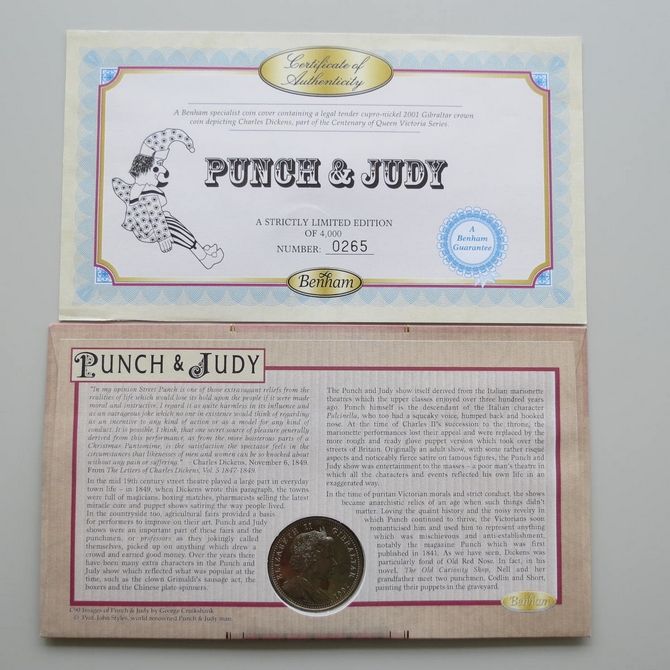 Certificate of
Authenticity
A Benham specialist coin cover containing a legal tender cupro-nickel 2001 Gibraltar crown
coin depicting Charles Dickens, part of the Centenary of Queen Victoria Series.
PUNCH & JUDY
A STRICTLY LIMITED EDITION
OF 4,000
NUMBER: 0265
A
Benham
Guarantee
Benham
PUNCH & JUDY
"In my opinion Street Punch is one of those extravagant reliefs from the
realities of life which would lose its hold upon the people if it were made
moral and instructive. I regard it as quite harmless in its influence and
as an outrageous joke which no one in existence would think of regarding
as an incentive to any kind of action or as a model for any kind of
conduct. It is possible, I think, that one secret source of pleasure generally
derived from this performance, as from the more boisterous parts of a
Christmas Pantomime, is the satisfaction the spectator feels in the
circumstances that likenesses of men and women can be so knocked about
without any pain or suffering." - Charles Dickens, November 6, 1849.
From The Letters of Charles Dickens, Vol. 5 1847-1849.
In the mid 19th century street theatre played a large part in everyday
town life – in 1849, when Dickens wrote this paragraph, the towns
were full of magicians, boxing matches, pharmacists selling the latest
miracle cure and puppet shows satiring the way people lived.
In the countryside too, agricultural fairs provided a basis
for performers to improve on their art. Punch and Judy
shows were an important part of these fairs and the
punchmen, or professors as they jokingly called
themselves, packed up on anything which drew a
crowd and earned good money. Over the years there
have been many extra characters in the Punch and
Judy show which reflected what was popular at the
time, such as the clown Grimaldi's sausage act, the
boxers and the Chinese plate spinners.
The Punch and Judy show itself derived from the Italian marionette
theatres which the upper classes enjoyed over three hundred years
ago. Punch himself is the descendant of the Italian character
Pulcinella, who too had a squeaky voice, humped back and hooked
nose. At the time of Charles II's succession to the throne, the
marionette performances lost their appeal and were replaced by the
more rough and ready glove puppet version which took over the
streets of Britain. Originally an adult show, with some rather risqué
aspects and noticeably fierce satire on famous figures, the Punch and
Judy show was entertainment to the masses – a poor man's theatre in
which all the characters and events reflected his own life in an
exaggerated way.
In the time of puritan Victorian morals and strict conduct, the shows
became anarchistic relics of an age when such things didn't
matter. Loving the quaint history and the noisy revelry in
which Punch continued to thrive, the Victorians soon
romanticised him and used him to represent anything
which was mischievous and anti-establishment,
notably the magazine Punch which was first
published in 1841. As we have seen, Dickens was
particularly fond of Old Red Nose. In fact, in his
novel, The Old Curiosity Shop, Nell and her
grandfather meet two punchmen, Codlin and Short,
painting their puppets in the graveyard.
ELIZABETH II GIBRALTAR
2001
Benham
Images of Punch & Judy by George Cruikshank
© Prof. John Styles, world renowned Punch & Judy man